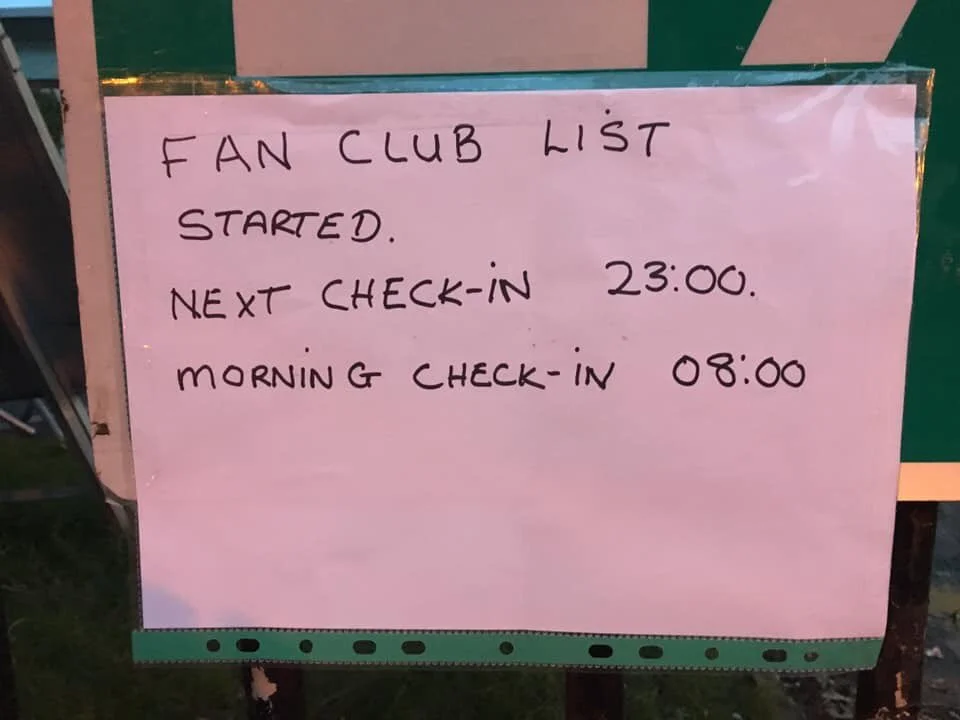 FAN CLUB LIST
STARTED.
NEXT CHECK-iN 23:00.
MORNiNG CHECK-iN 08:00